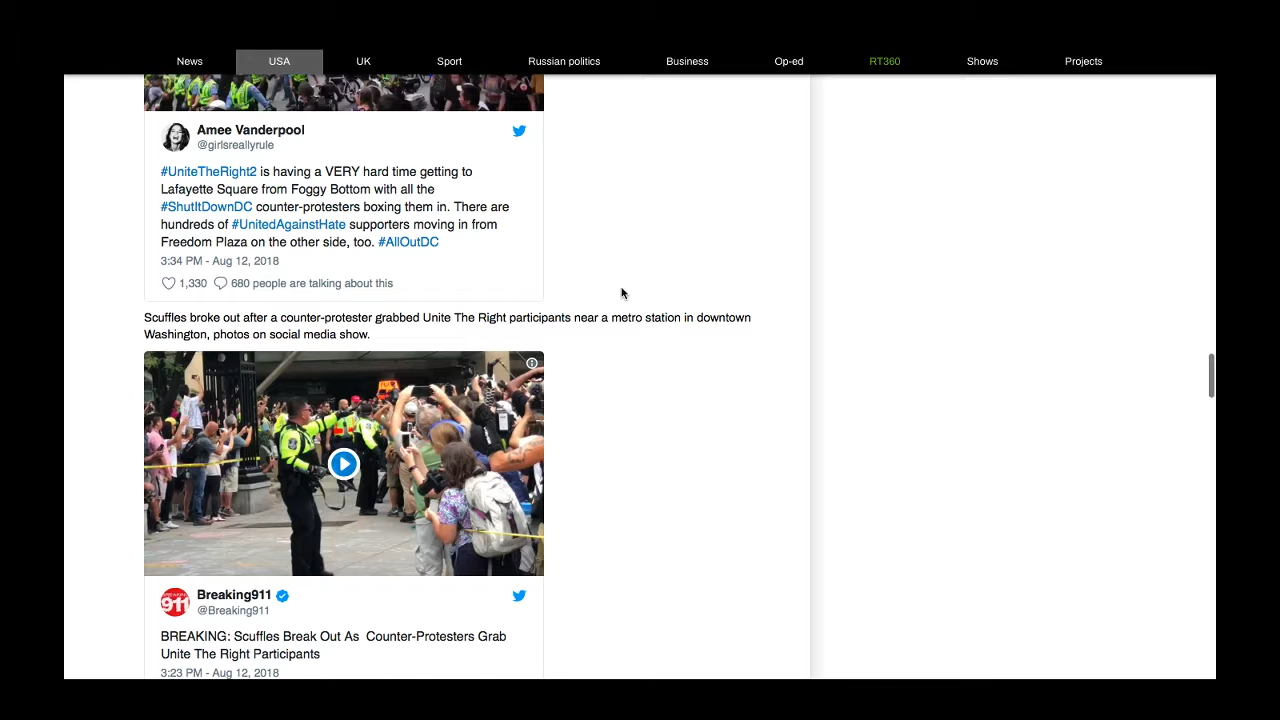 News USA UK Sport Russian politics Business Op-ed RT360 Shows Projects
Amee Vanderpool
@girlsreallyrule
#UniteTheRight2 is having a VERY hard time getting to
Lafayette Square from Foggy Bottom with all the
#ShutItDownDC counter-protesters boxing them in. There are
hundreds of #UnitedAgainstHate supporters moving in from
Freedom Plaza on the other side, too. #AllOutDC
3:34 PM - Aug 12, 2018
1,330 680 people are talking about this
Scuffles broke out after a counter-protester grabbed Unite The Right participants near a metro station in downtown
Washington, photos on social media show.
911
Breaking911
@Breaking911
BREAKING: Scuffles Break Out As Counter-Protesters Grab
Unite The Right Participants
3:23 PM - Aug 12, 2018